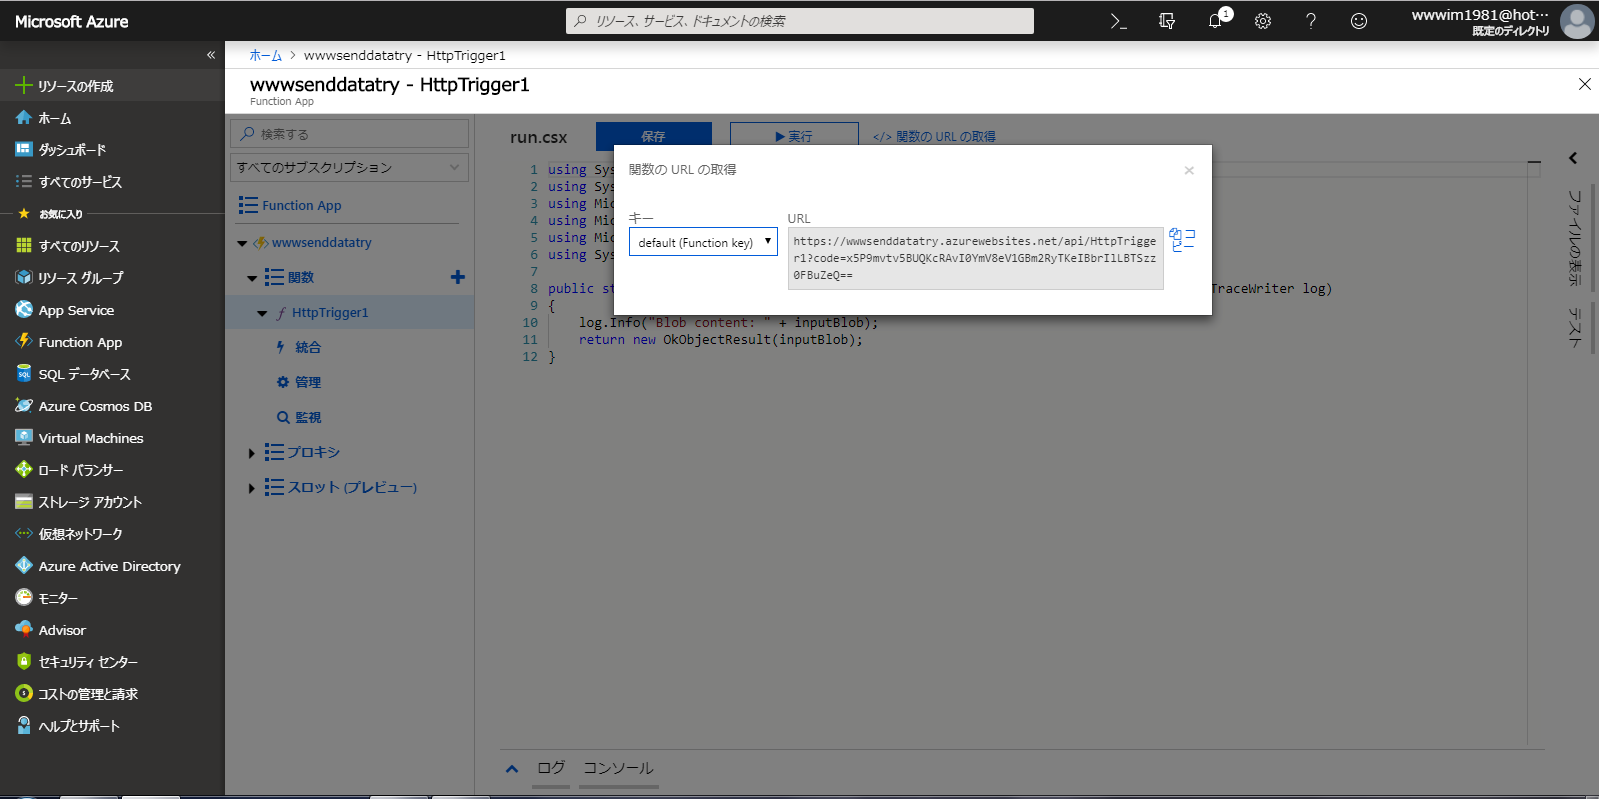 Microsoft Azure
リソース、サービス、ドキュメントの検索
1
wwwim1981@hot…
既定のディレクトリ
リソースの作成
ホーム
ダッシュボード
すべてのサービス
お気に入り
すべてのリソース
リソース グループ
App Service
Function App
SQL データベース
Azure Cosmos DB
Virtual Machines
ロード バランサー
ストレージ アカウント
仮想ネットワーク
Azure Active Directory
モニター
Advisor
セキュリティ センター
コストの管理と請求
ヘルプとサポート
ホーム > wwwsenddatatry - HttpTrigger1
wwwsenddatatry - HttpTrigger1
Function App
検索する
すべてのサブスクリプション
Function App
wwwsenddatatry
関数
HttpTrigger1
統合
管理
監視
プロキシ
スロット (プレビュー)
run.csx
保存
実行
</> 関数の URL の取得
1 using Sys
2 using Sys
3 using Mic
4 using Mic
5 using Mic
6 using Sys
7
8 public st
TraceWriter log)
9 {
10 log.Info("Blob content: " + inputBlob);
11 return new OkObjectResult(inputBlob);
12 }
関数の URL の取得
キー
default (Function key)
URL
https://wwwsenddatatry.azurewebsites.net/api/HttpTrigge
r1?code=x5P9mvtv5BUQKcRAvI0YmV8eV1GBm2RyTKeIBbrIlLBTSzz
0FBuZeQ==
コ
ピー
ファイルの表示
テスト
ログ
コンソール